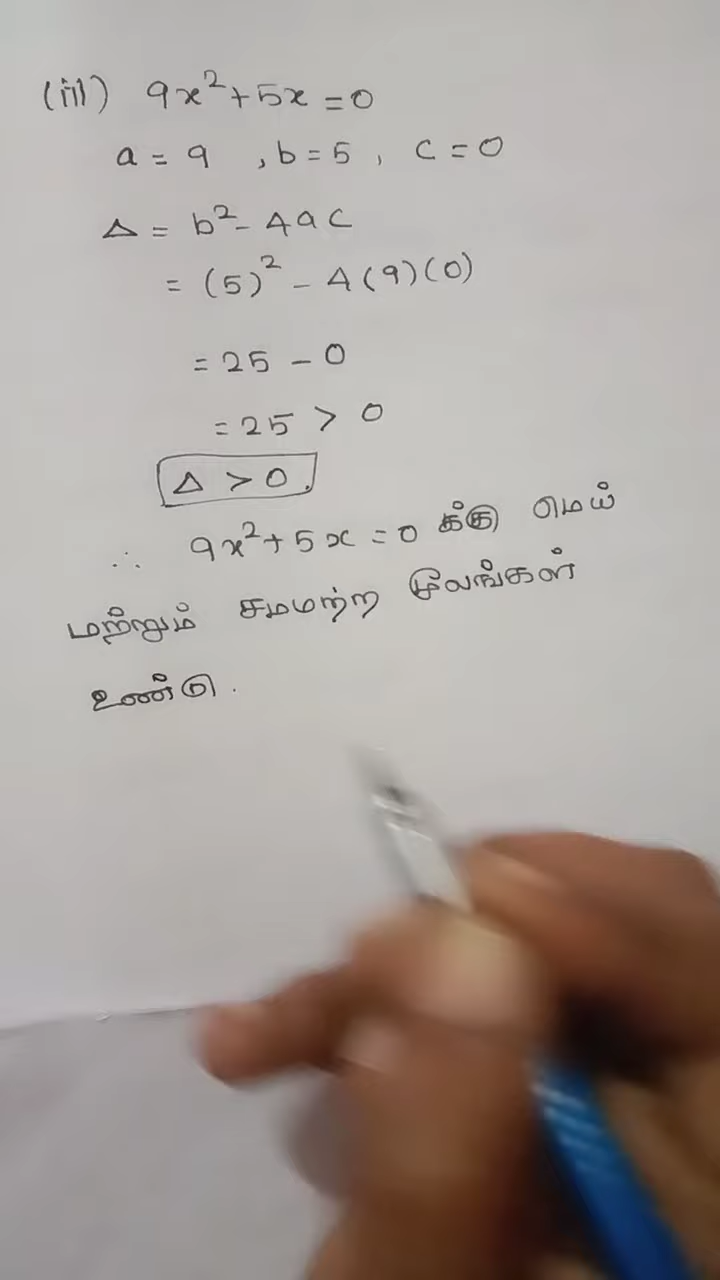 (iii) 9x²+5x=0
a = 9 , b = 5 , c = 0
Δ = b² - 4ac
= (5)² - 4(9)(0)
= 25 - 0
= 25 > 0
Δ > 0.
∴ 9x²+5x = 0 க்கு மெய்
மற்றும் சமமற்ற மூலங்கள்
உண்டு.